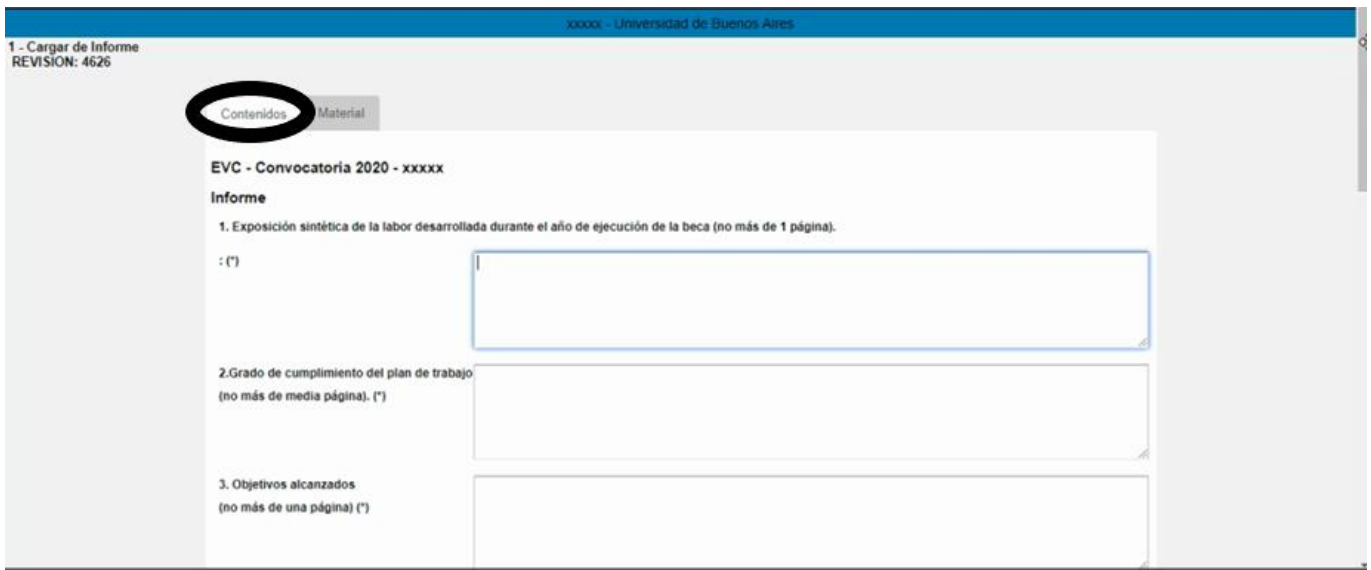 xxxxx - Universidad de Buenos Aires
1 - Cargar de Informe
REVISION: 4626
Contenidos
Material
EVC - Convocatoria 2020 - xxxxx
Informe
1. Exposición sintética de la labor desarrollada durante el año de ejecución de la beca (no más de 1 página).
: (*)
2.Grado de cumplimiento del plan de trabajo
(no más de media página). (*)
3. Objetivos alcanzados
(no más de una página) (*)